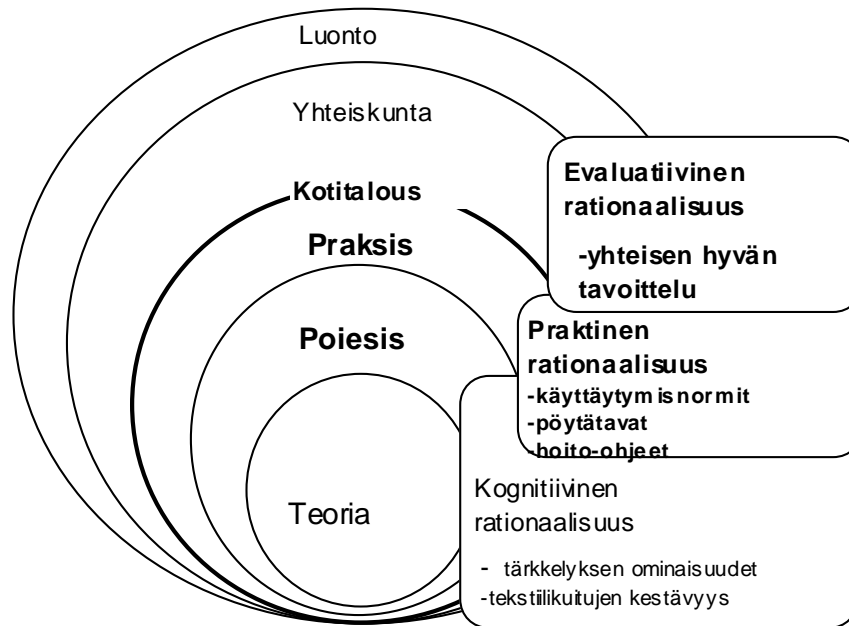 Luonto
Yhteiskunta
Kotitalous
Praksis
Poiesis
Teoria
Evaluatiivinen
rationaalisuus
-yhteisen hyvän
tavoittelu
Praktinen
rationaalisuus
-käyttäytymisnormit
-pöytätavat
-hoito-ohjeet
Kognitiivinen
rationaalisuus
- tärkkelyksen ominaisuudet
-tekstiilikuitujen kestävyys